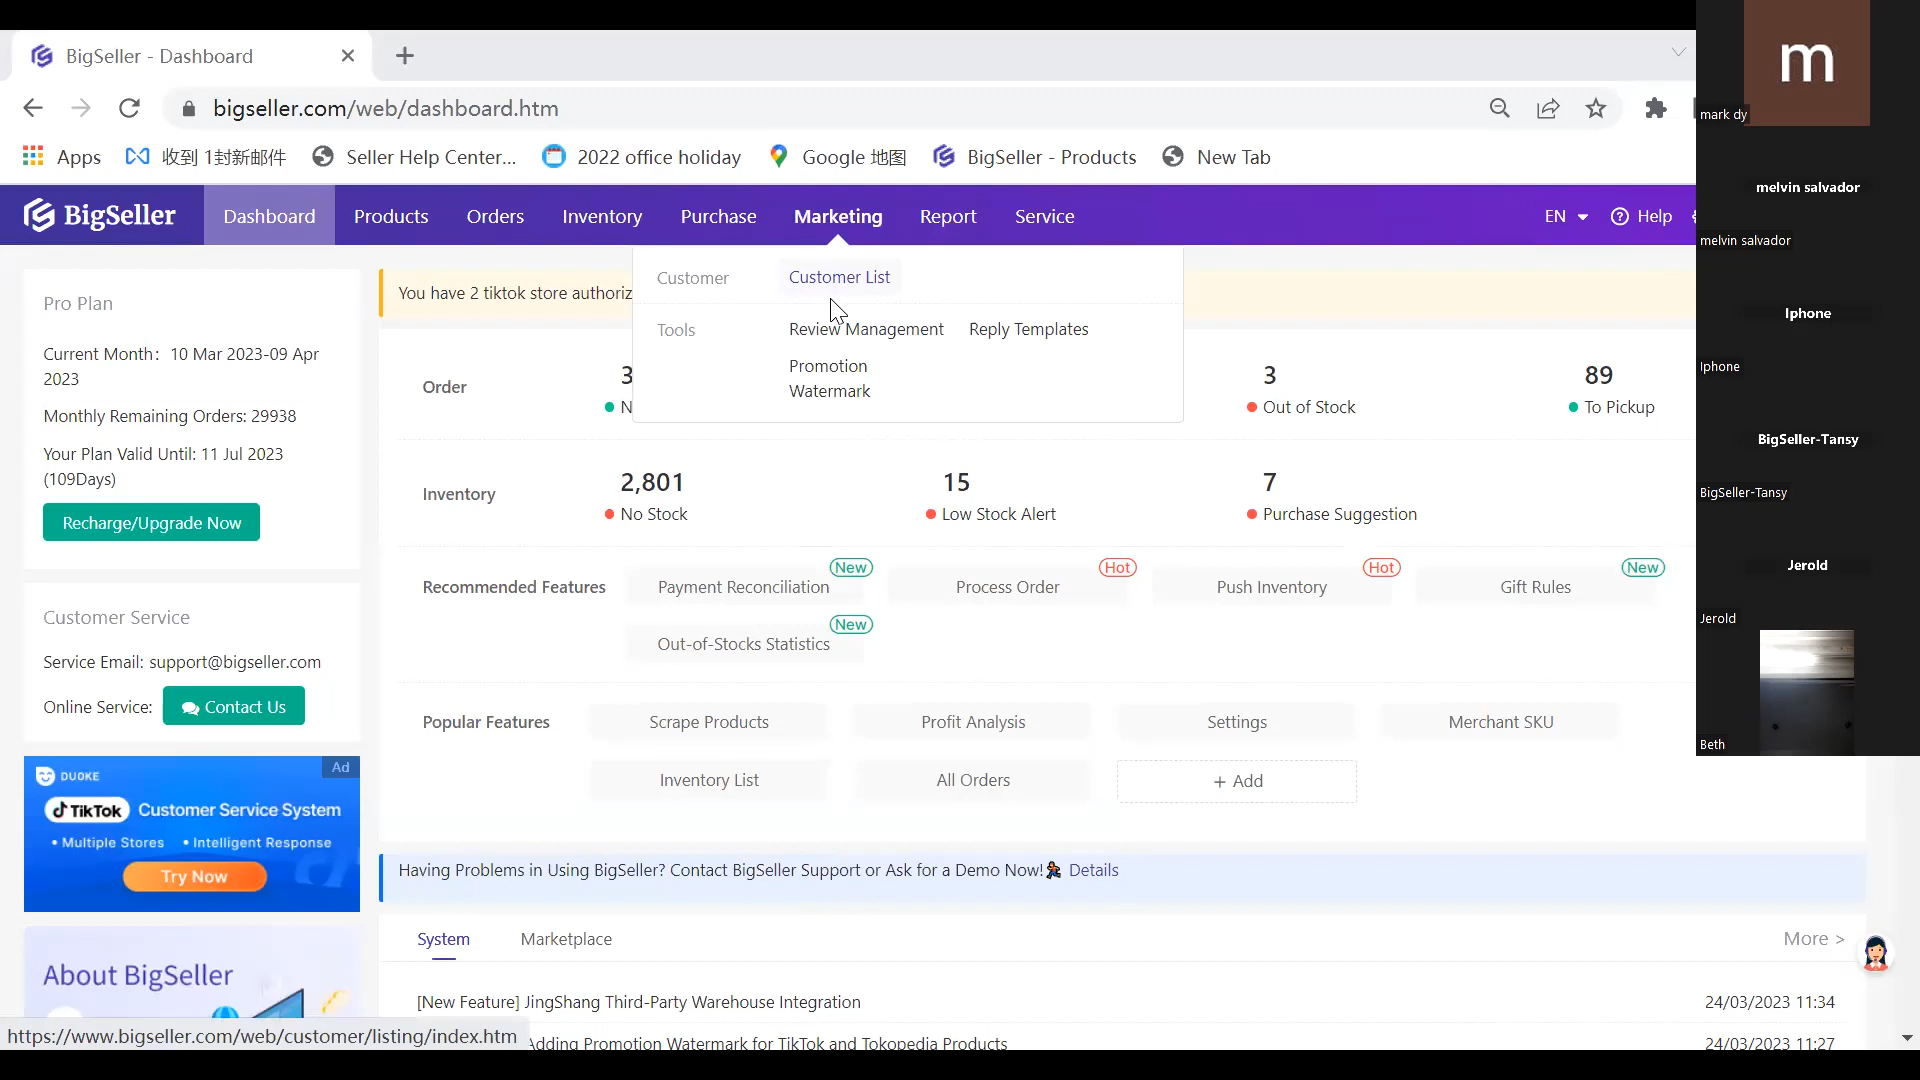 BigSeller - Dashboard
bigseller.com/web/dashboard.htm
Apps
收到 1封新邮件
Seller Help Center...
2022 office holiday
Google 地图
BigSeller - Products
New Tab
BigSeller
Dashboard
Products
Orders
Inventory
Purchase
Marketing
Report
Service
EN
Help
Customer
Customer List
Tools
Review Management
Reply Templates
Promotion
Watermark
Pro Plan
Current Month: 10 Mar 2023-09 Apr
2023
Monthly Remaining Orders: 29938
Your Plan Valid Until: 11 Jul 2023
(109Days)
Recharge/Upgrade Now
Customer Service
Service Email: support@bigseller.com
Online Service:
Contact Us
Ad
DUOKE
TikTok Customer Service System
• Multiple Stores • Intelligent Response
Try Now
About BigSeller
https://www.bigseller.com/web/customer/listing/index.htm
You have 2 tiktok store authoriz
Order
3
N
3
Out of Stock
89
To Pickup
Inventory
2,801
No Stock
15
Low Stock Alert
7
Purchase Suggestion
Recommended Features
Payment Reconciliation
New
Process Order
Hot
Push Inventory
Hot
Gift Rules
New
Out-of-Stocks Statistics
New
Popular Features
Scrape Products
Profit Analysis
Settings
Merchant SKU
Inventory List
All Orders
+ Add
Having Problems in Using BigSeller? Contact BigSeller Support or Ask for a Demo Now! Details
System
Marketplace
More >
[New Feature] JingShang Third-Party Warehouse Integration
24/03/2023 11:34
Adding Promotion Watermark for TikTok and Tokopedia Products
24/03/2023 11:27
m
mark dy
melvin salvador
melvin salvador
Iphone
Iphone
BigSeller-Tansy
BigSeller-Tansy
Jerold
Jerold
Beth